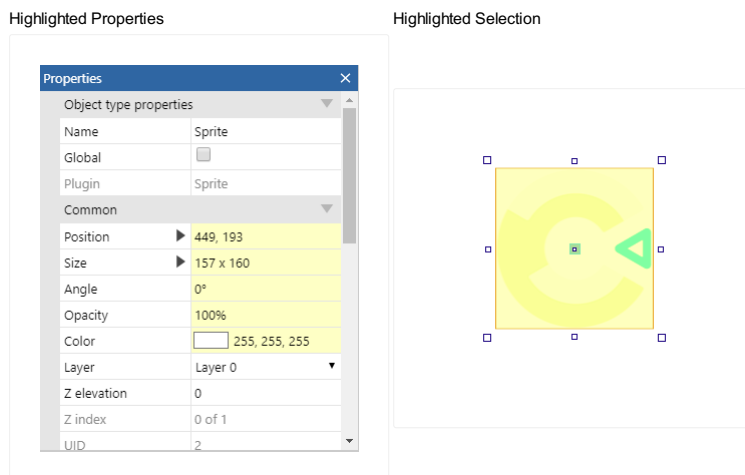 Highlighted Properties
Highlighted Selection
Properties
Object type properties
Name Sprite
Global
Plugin Sprite
Common
Position 449, 193
Size 157 x 160
Angle 0°
Opacity 100%
Color 255, 255, 255
Layer Layer 0
Z elevation 0
Z index 0 of 1
UID 2